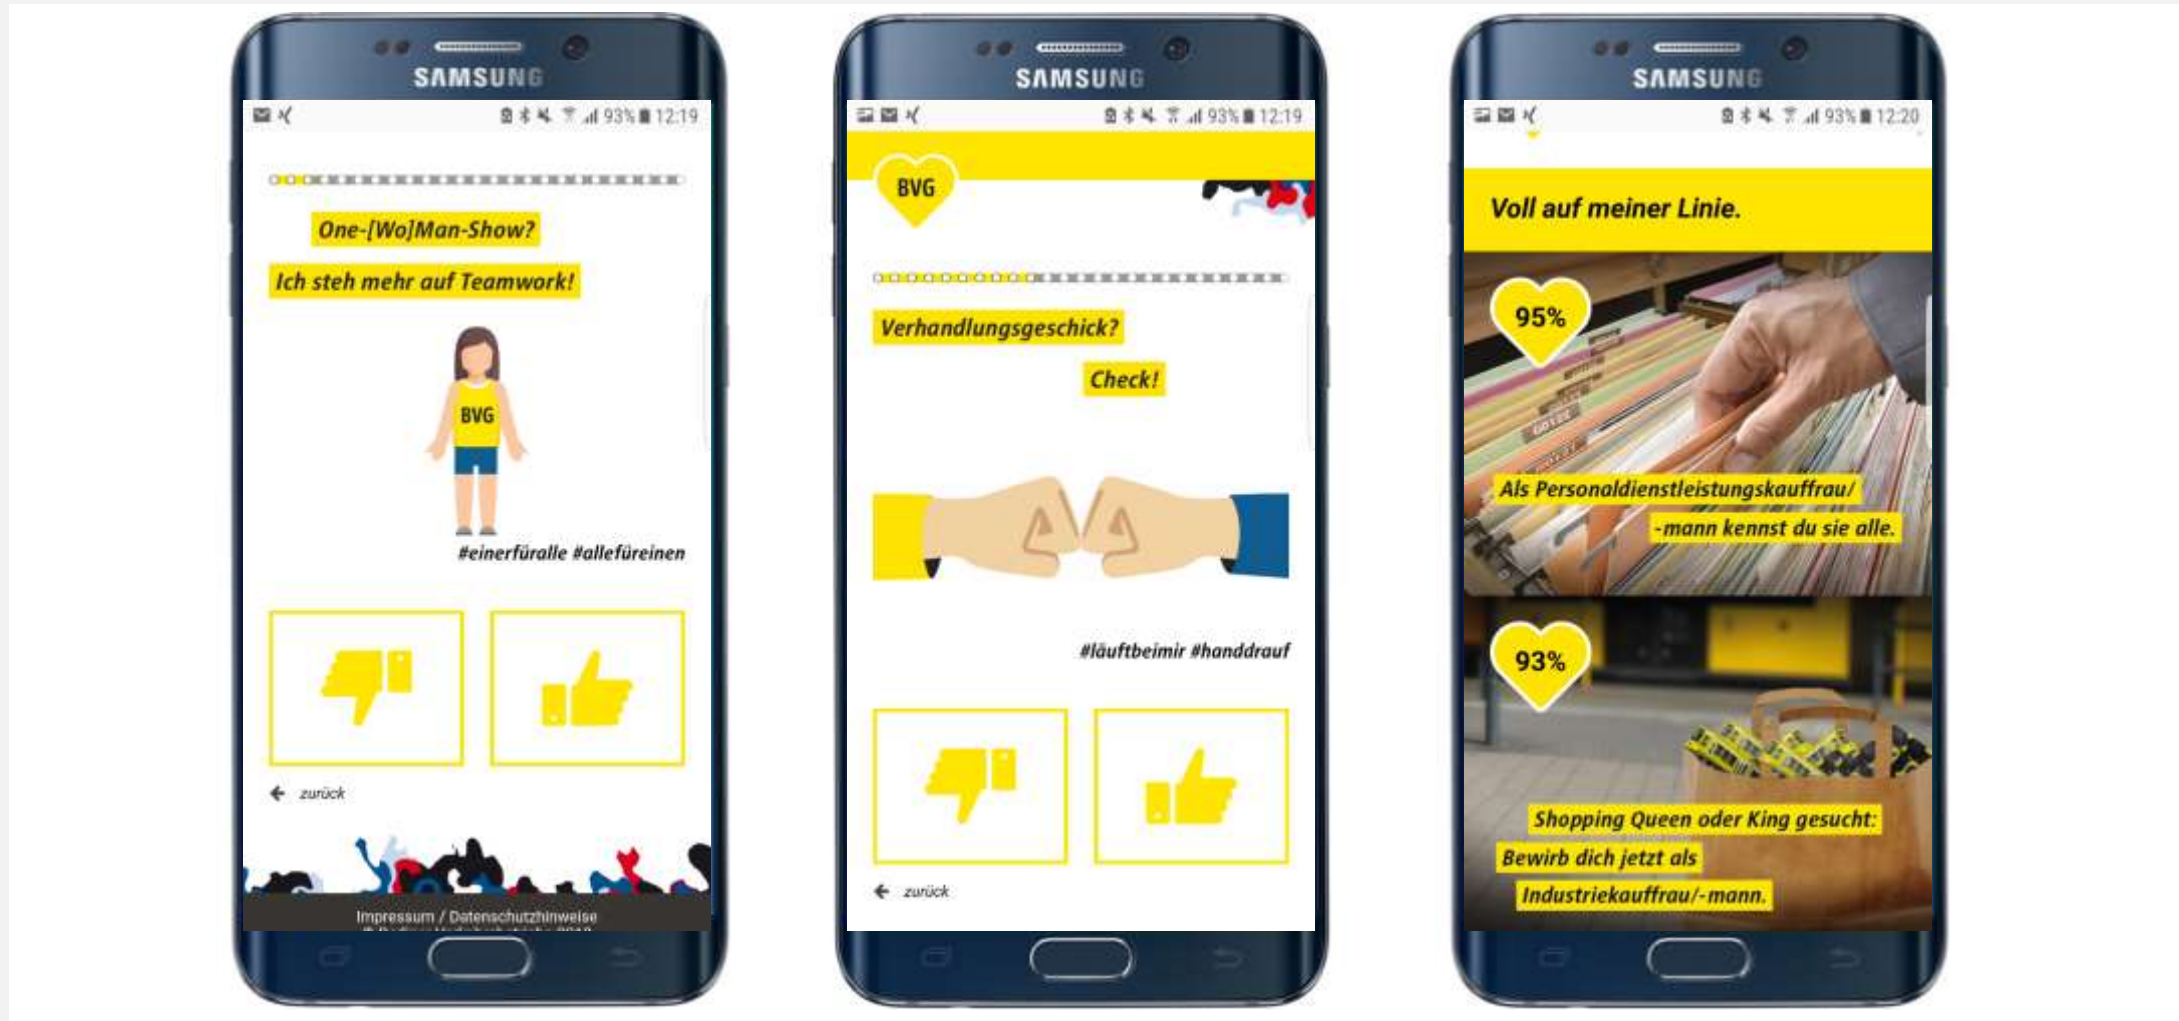 SAMSUNG
93% 12:19
One-[Wo]Man-Show?
Ich steh mehr auf Teamwork!
BVG
#einerfüralle #allefüreinen
zurück
Impressum / Datenschutzhinweise
SAMSUNG
93% 12:19
BVG
Verhandlungsgeschick?
Check!
#läuftbeimir #handdrauf
zurück
SAMSUNG
93% 12:20
Voll auf meiner Linie.
95%
Als Personaldienstleistungskauffrau/
-mann kennst du sie alle.
93%
Shopping Queen oder King gesucht:
Bewirb dich jetzt als
Industriekauffrau/-mann.